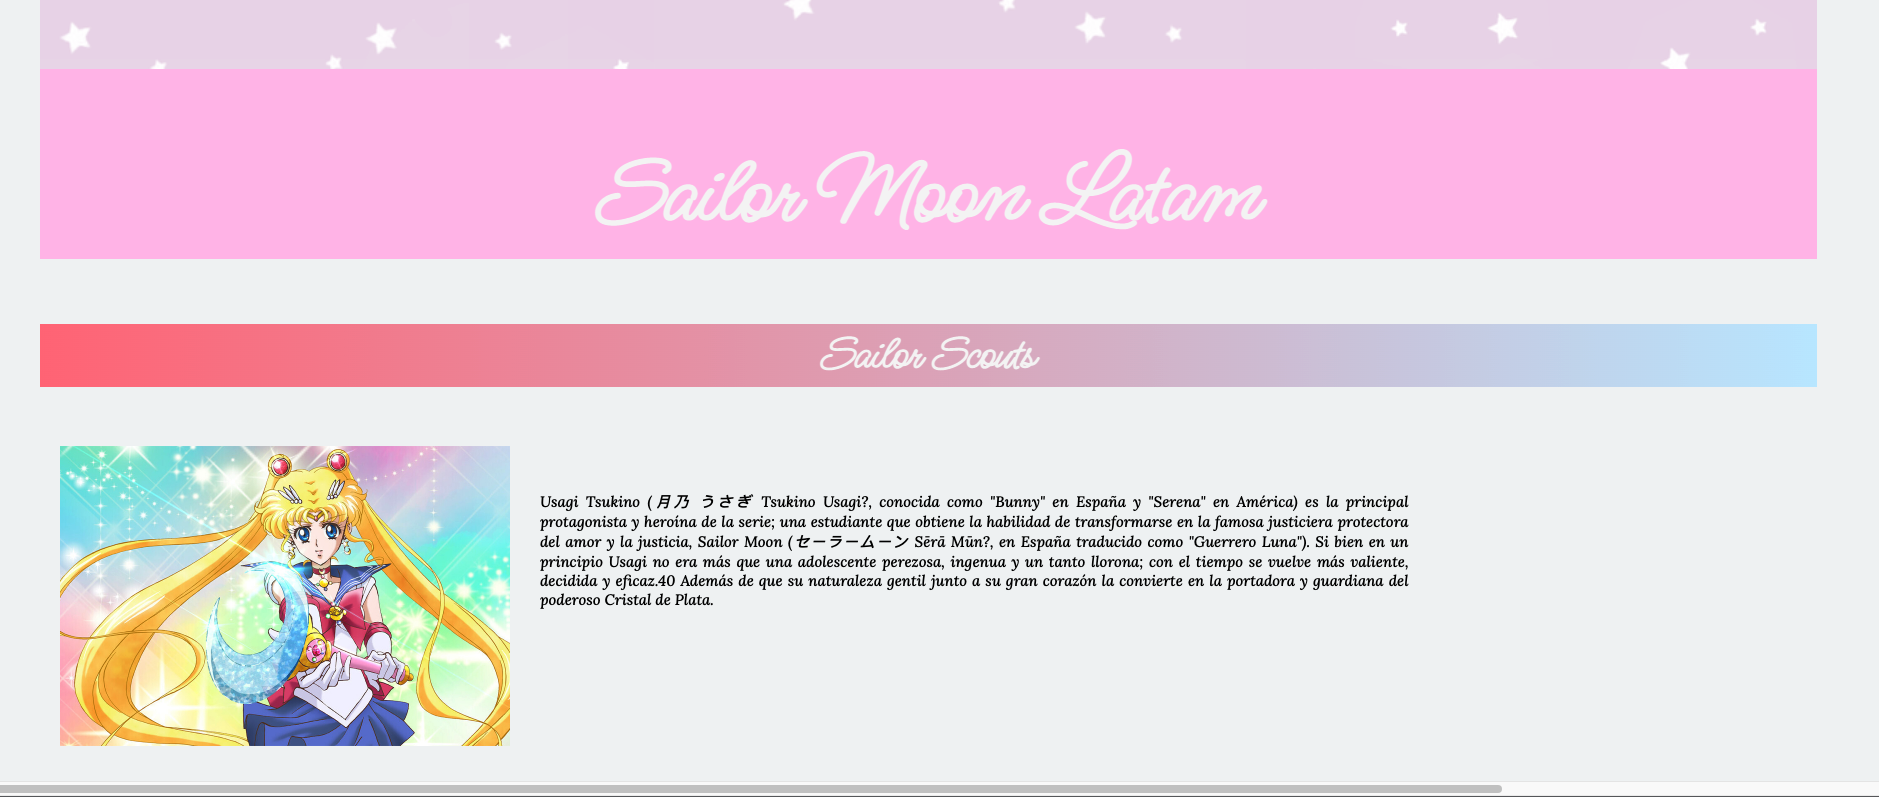 Sailor Moon Latam
Sailor Scouts
Usagi Tsukino (月乃 うさぎ Tsukino Usagi?, conocida como "Bunny" en España y "Serena" en América) es la principal
protagonista y heroína de la serie; una estudiante que obtiene la habilidad de transformarse en la famosa justiciera protectora
del amor y la justicia, Sailor Moon (セーラームーン Sērā Mūn?, en España traducido como "Guerrero Luna"). Si bien en un
principio Usagi no era más que una adolescente perezosa, ingenua y un tanto llorona; con el tiempo se vuelve más valiente,
decidida y eficaz.40 Además de que su naturaleza gentil junto a su gran corazón la convierte en la portadora y guardiana del
poderoso Cristal de Plata.